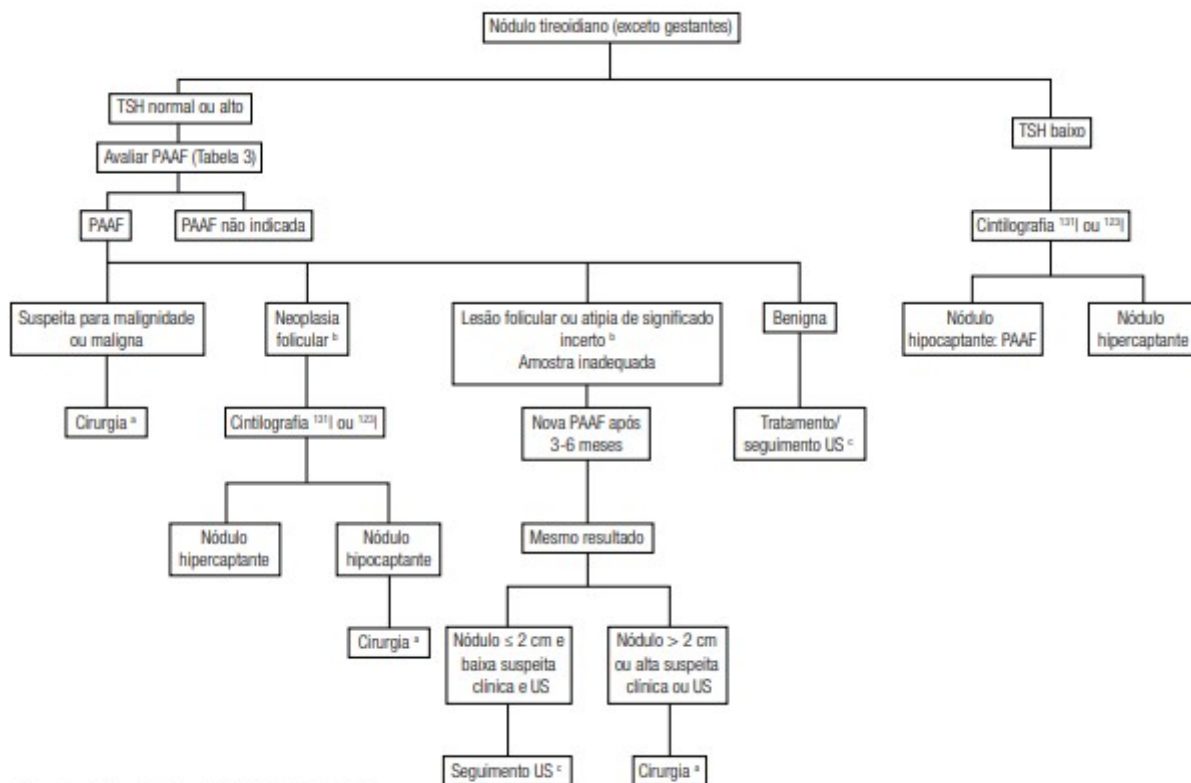 Nódulo tireoidiano (exceto gestantes)
TSH normal ou alto
TSH baixo
Avaliar PAAF (Tabela 3)
PAAF
PAAF não indicada
Cintilografia ¹³¹I ou ¹²³I
Suspeita para malignidade
ou maligna
Neoplasia
folicular ᵇ
Lesão folicular ou atipia de significado
incerto ᵇ
Amostra inadequada
Benigna
Nódulo
hipocaptante: PAAF
Nódulo
hipercaptante
Cirurgia ᵃ
Cintilografia ¹³¹I ou ¹²³I
Nova PAAF após
3-6 meses
Tratamento/
seguimento US ᶜ
Nódulo
hipercaptante
Nódulo
hipocaptante
Mesmo resultado
Cirurgia ᵃ
Nódulo ≤ 2 cm e
baixa suspeita
clínica e US
Nódulo > 2 cm
ou alta suspeita
clínica ou US
Seguimento US ᶜ
Cirurgia ᵃ